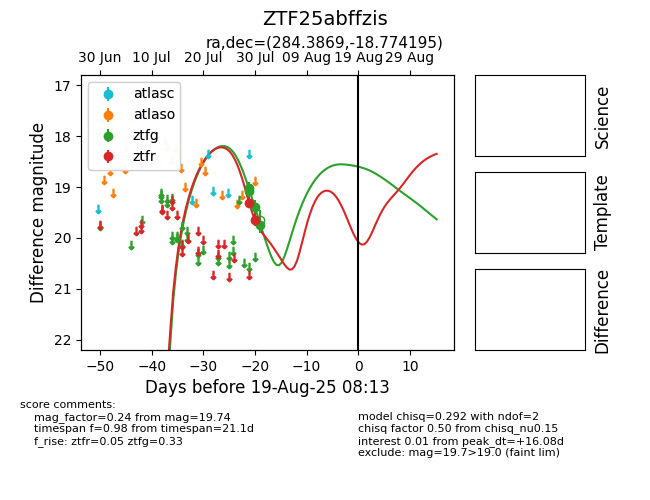 ZTF25abffzis
ra,dec=(284.3869,-18.774195)
30 Jun 10 Jul 20 Jul 30 Jul 09 Aug 19 Aug 29 Aug
17
18
19
20
21
22
Difference magnitude
atlasc
atlaso
ztfg
ztfr
−50 −40 −30 −20 −10 0 10
Days before 19-Aug-25 08:13
Science
Template
Difference
score comments:
mag_factor=0.24 from mag=19.74
timespan f=0.98 from timespan=21.1d
f_rise: ztfr=0.05 ztfg=0.33
model chisq=0.292 with ndof=2
chisq factor 0.50 from chisq_nu0.15
interest 0.01 from peak_dt=+16.08d
exclude: mag=19.7>19.0 (faint lim)